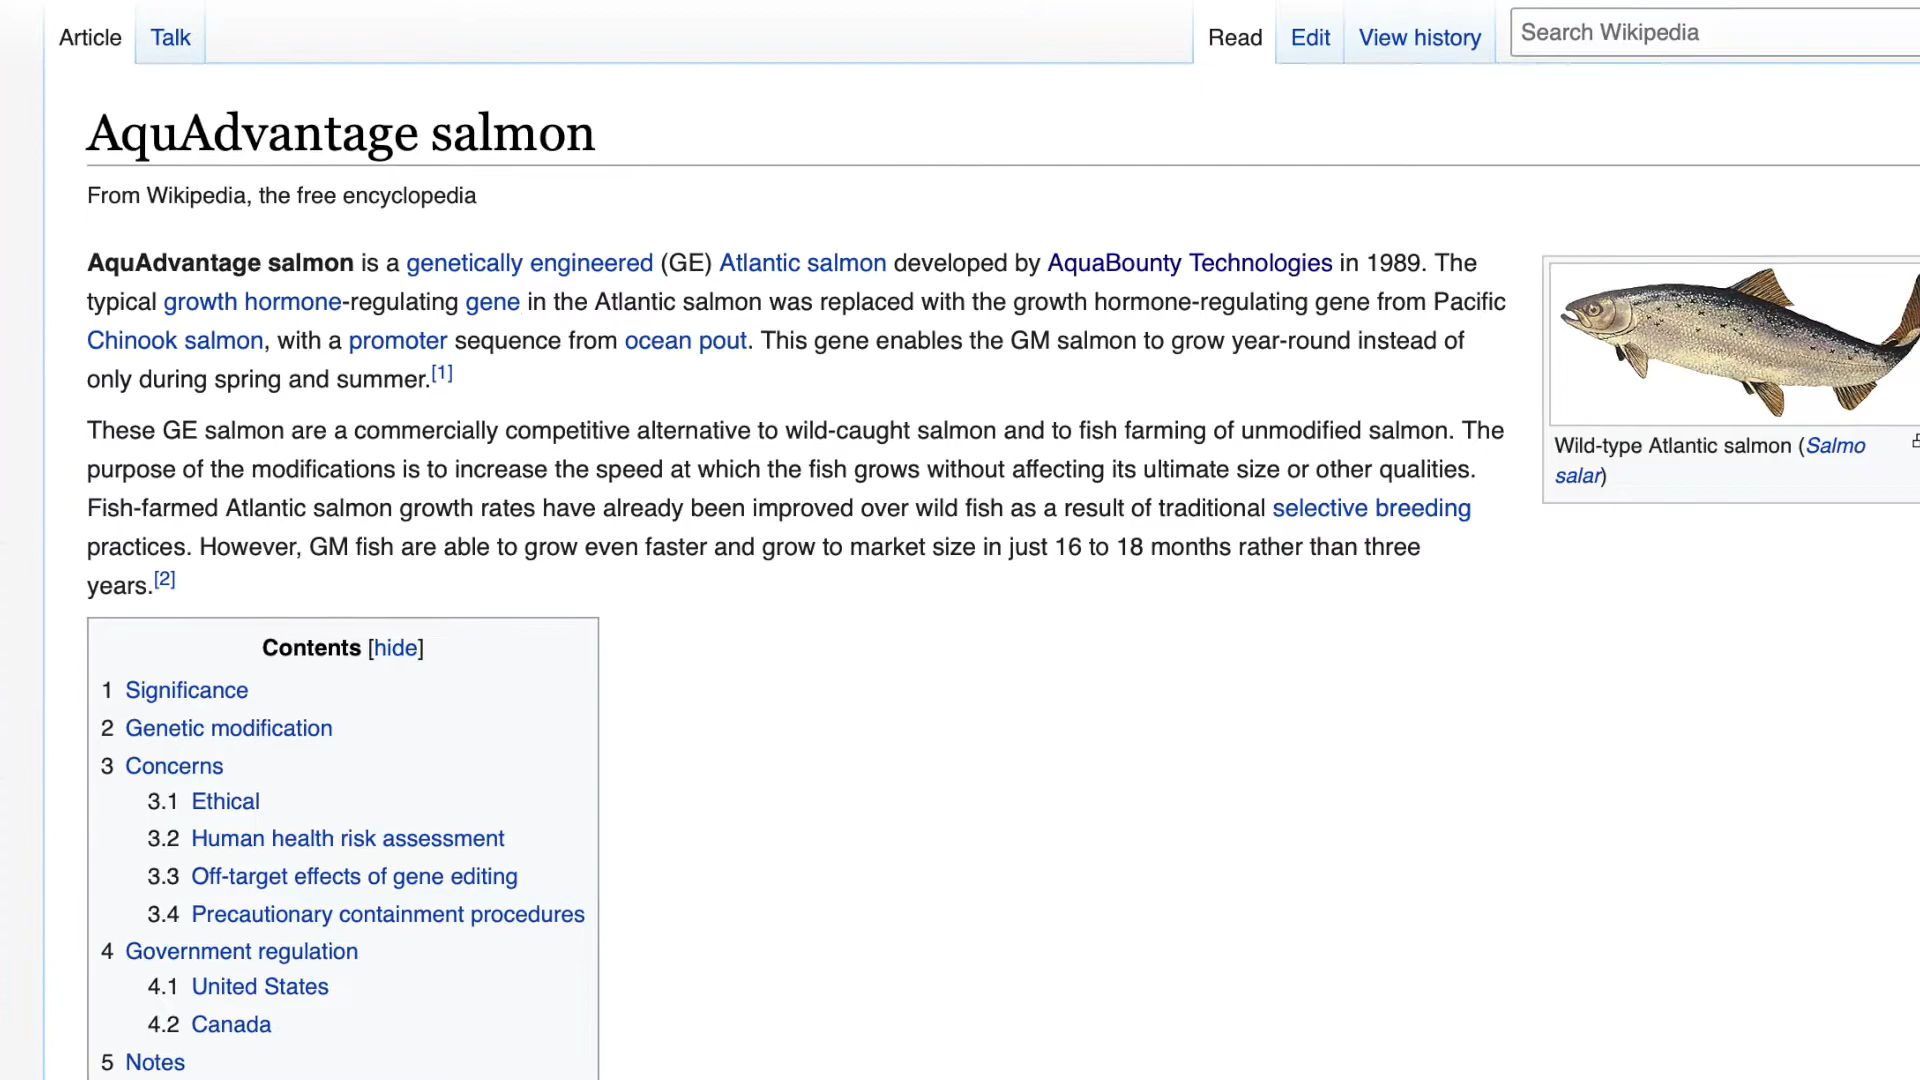 Article Talk Read Edit View history Search Wikipedia
AquAdvantage salmon
From Wikipedia, the free encyclopedia
AquAdvantage salmon is a genetically engineered (GE) Atlantic salmon developed by AquaBounty Technologies in 1989. The
typical growth hormone-regulating gene in the Atlantic salmon was replaced with the growth hormone-regulating gene from Pacific
Chinook salmon, with a promoter sequence from ocean pout. This gene enables the GM salmon to grow year-round instead of
only during spring and summer.[1]
These GE salmon are a commercially competitive alternative to wild-caught salmon and to fish farming of unmodified salmon. The
purpose of the modifications is to increase the speed at which the fish grows without affecting its ultimate size or other qualities.
Fish-farmed Atlantic salmon growth rates have already been improved over wild fish as a result of traditional selective breeding
practices. However, GM fish are able to grow even faster and grow to market size in just 16 to 18 months rather than three
years.[2]
Wild-type Atlantic salmon (Salmo
salar)
Contents [hide]
1 Significance
2 Genetic modification
3 Concerns
3.1 Ethical
3.2 Human health risk assessment
3.3 Off-target effects of gene editing
3.4 Precautionary containment procedures
4 Government regulation
4.1 United States
4.2 Canada
5 Notes